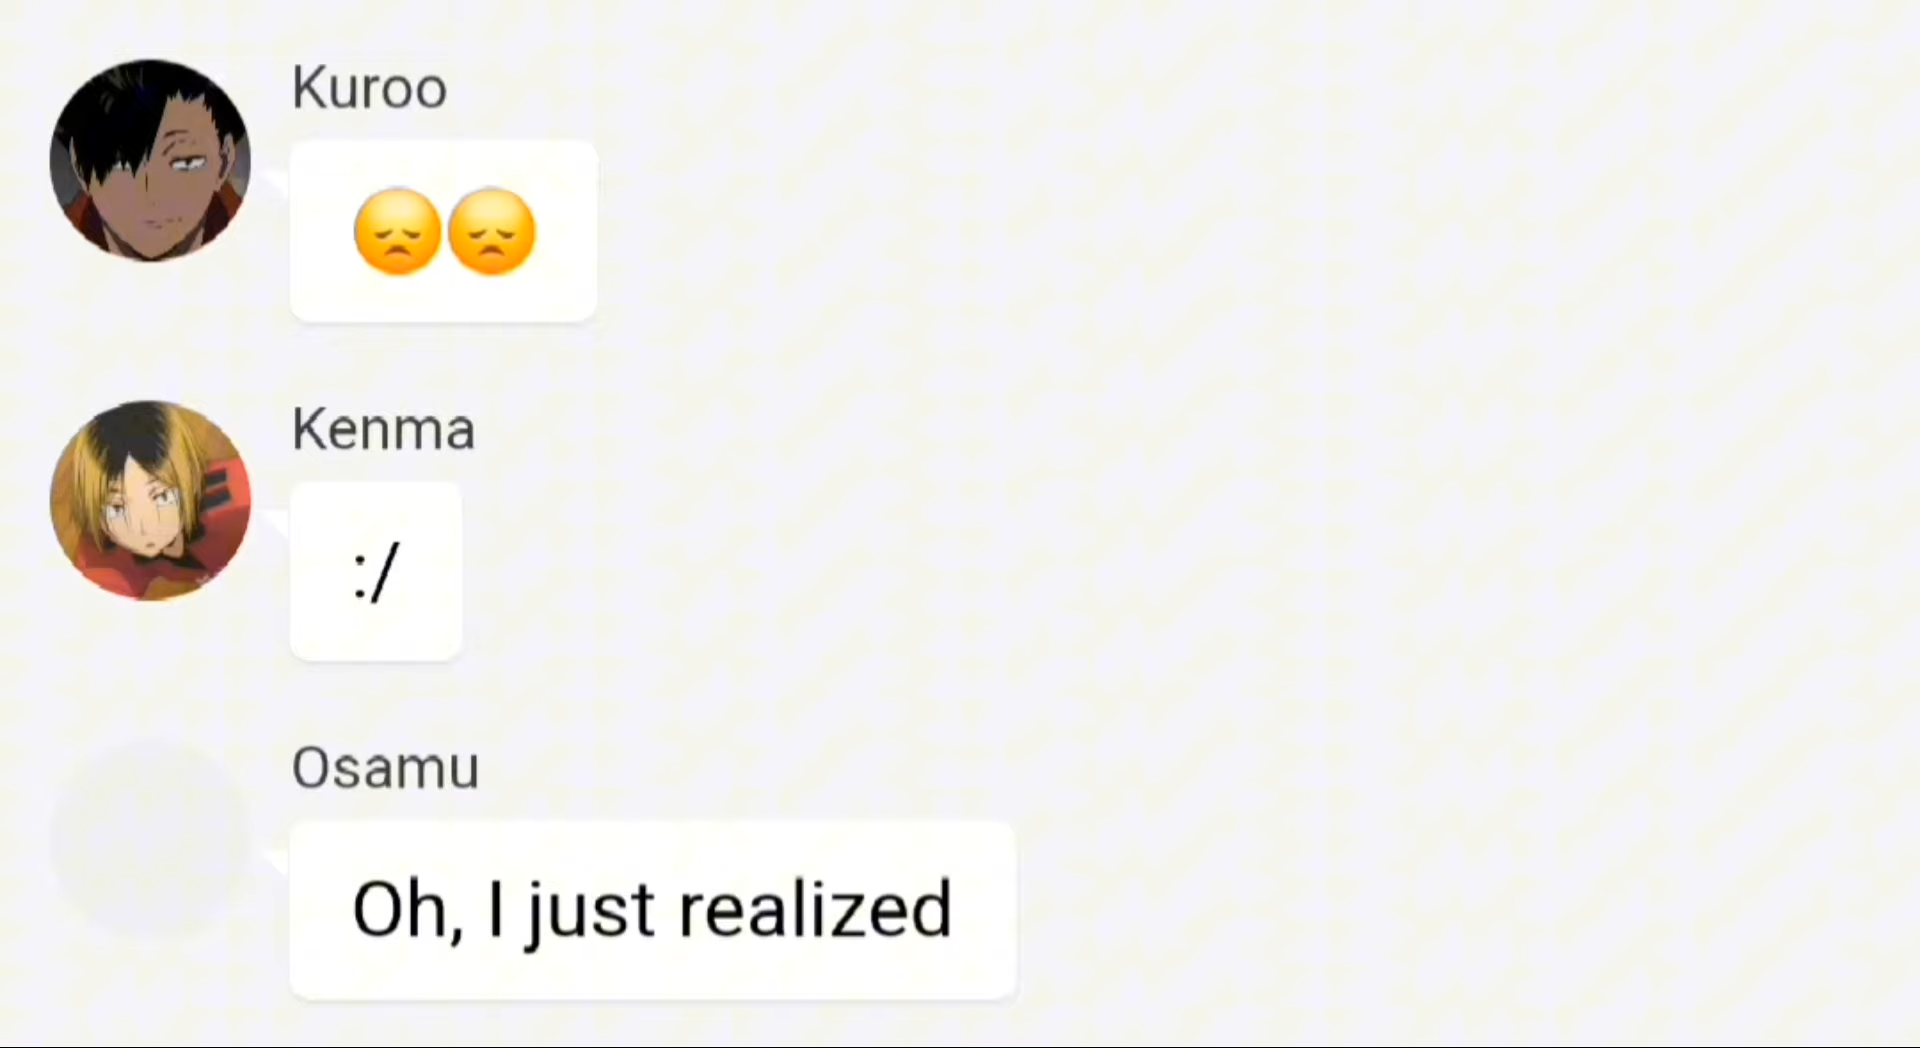 Kuroo
😞😞
Kenma
:/
Osamu
Oh, I just realized